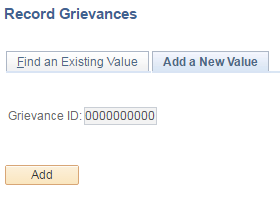 Record Grievances
Find an Existing Value
Add a New Value
Grievance ID: 0000000000
Add